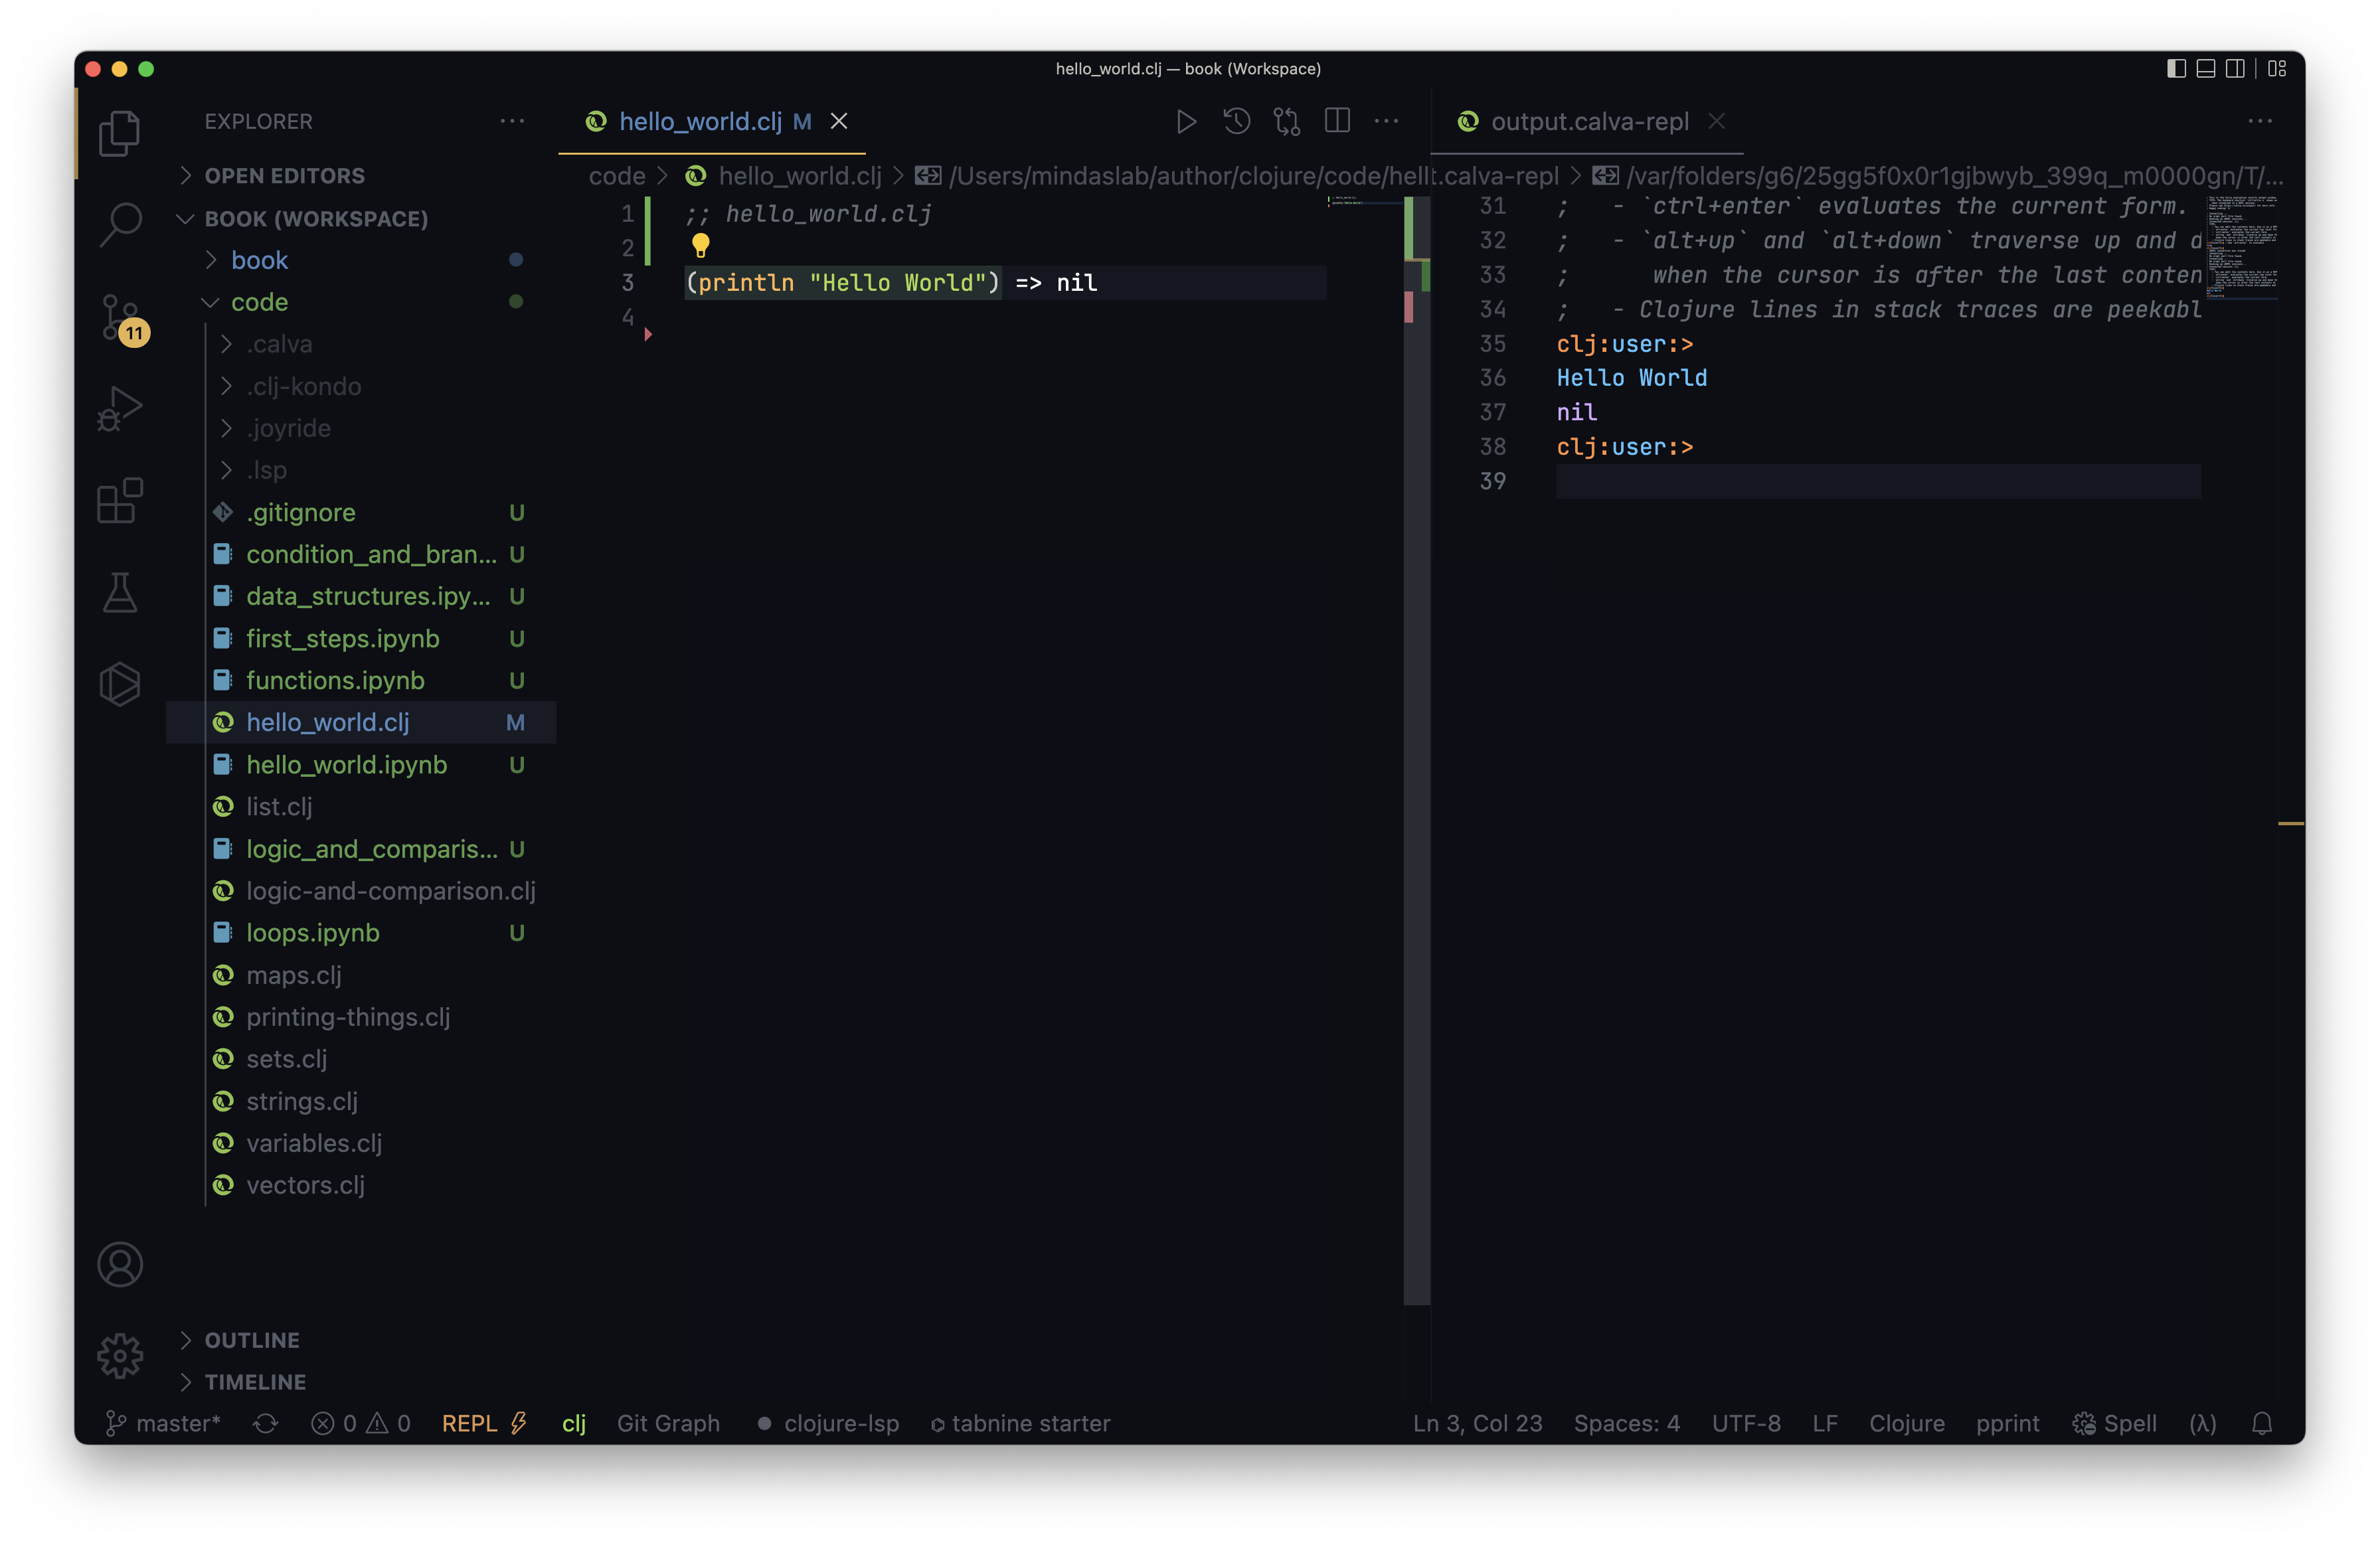 hello_world.clj — book (Workspace)
EXPLORER
OPEN EDITORS
BOOK (WORKSPACE)
book
code
.calva
.clj-kondo
.joyride
.lsp
.gitignore U
condition_and_bran... U
data_structures.ipy... U
first_steps.ipynb U
functions.ipynb U
hello_world.clj M
hello_world.ipynb U
list.clj
logic_and_comparis... U
logic-and-comparison.clj
loops.ipynb U
maps.clj
printing-things.clj
sets.clj
strings.clj
variables.clj
vectors.clj
OUTLINE
TIMELINE
11
hello_world.clj M
code > hello_world.clj > /Users/mindaslab/author/clojure/code/hell
1 ;; hello_world.clj
2
3 (println "Hello World") => nil
4
output.calva-repl
t.calva-repl > /var/folders/g6/25gg5f0x0r1gjbwyb_399q_m0000gn/T/...
31 ;   - `ctrl+enter` evaluates the current form.
32 ;   - `alt+up` and `alt+down` traverse up and d
33 ;     when the cursor is after the last conten
34 ;   - Clojure lines in stack traces are peekabl
35 clj:user:>
36 Hello World
37 nil
38 clj:user:>
39
master* 0 0 REPL clj Git Graph clojure-lsp tabnine starter Ln 3, Col 23 Spaces: 4 UTF-8 LF Clojure pprint Spell (λ)